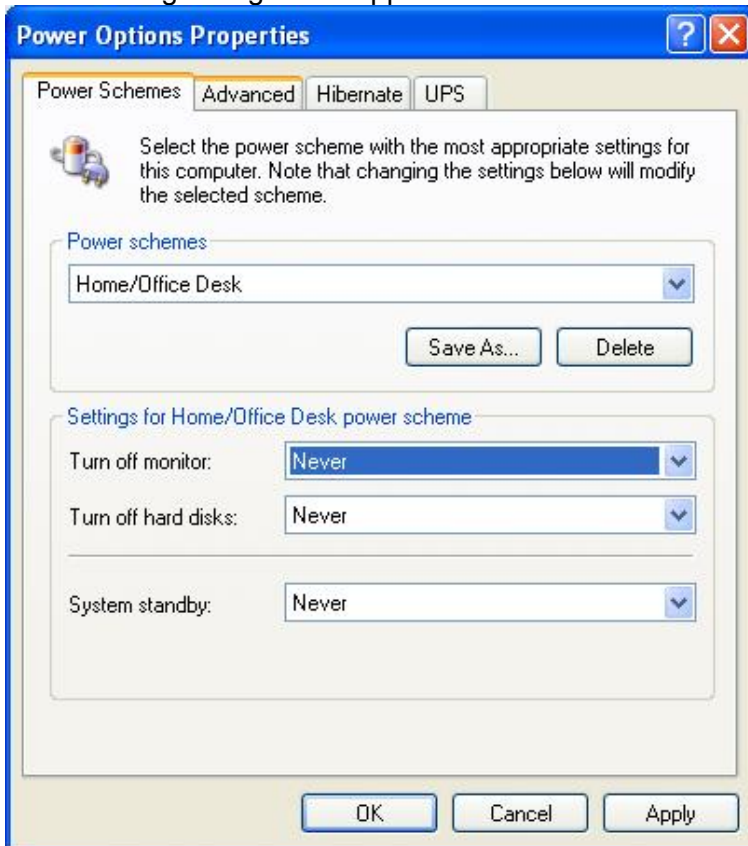 Power Options Properties
Power Schemes Advanced Hibernate UPS
Select the power scheme with the most appropriate settings for
this computer. Note that changing the settings below will modify
the selected scheme.
Power schemes
Home/Office Desk
Save As... Delete
Settings for Home/Office Desk power scheme
Turn off monitor: Never
Turn off hard disks: Never
System standby: Never
OK Cancel Apply